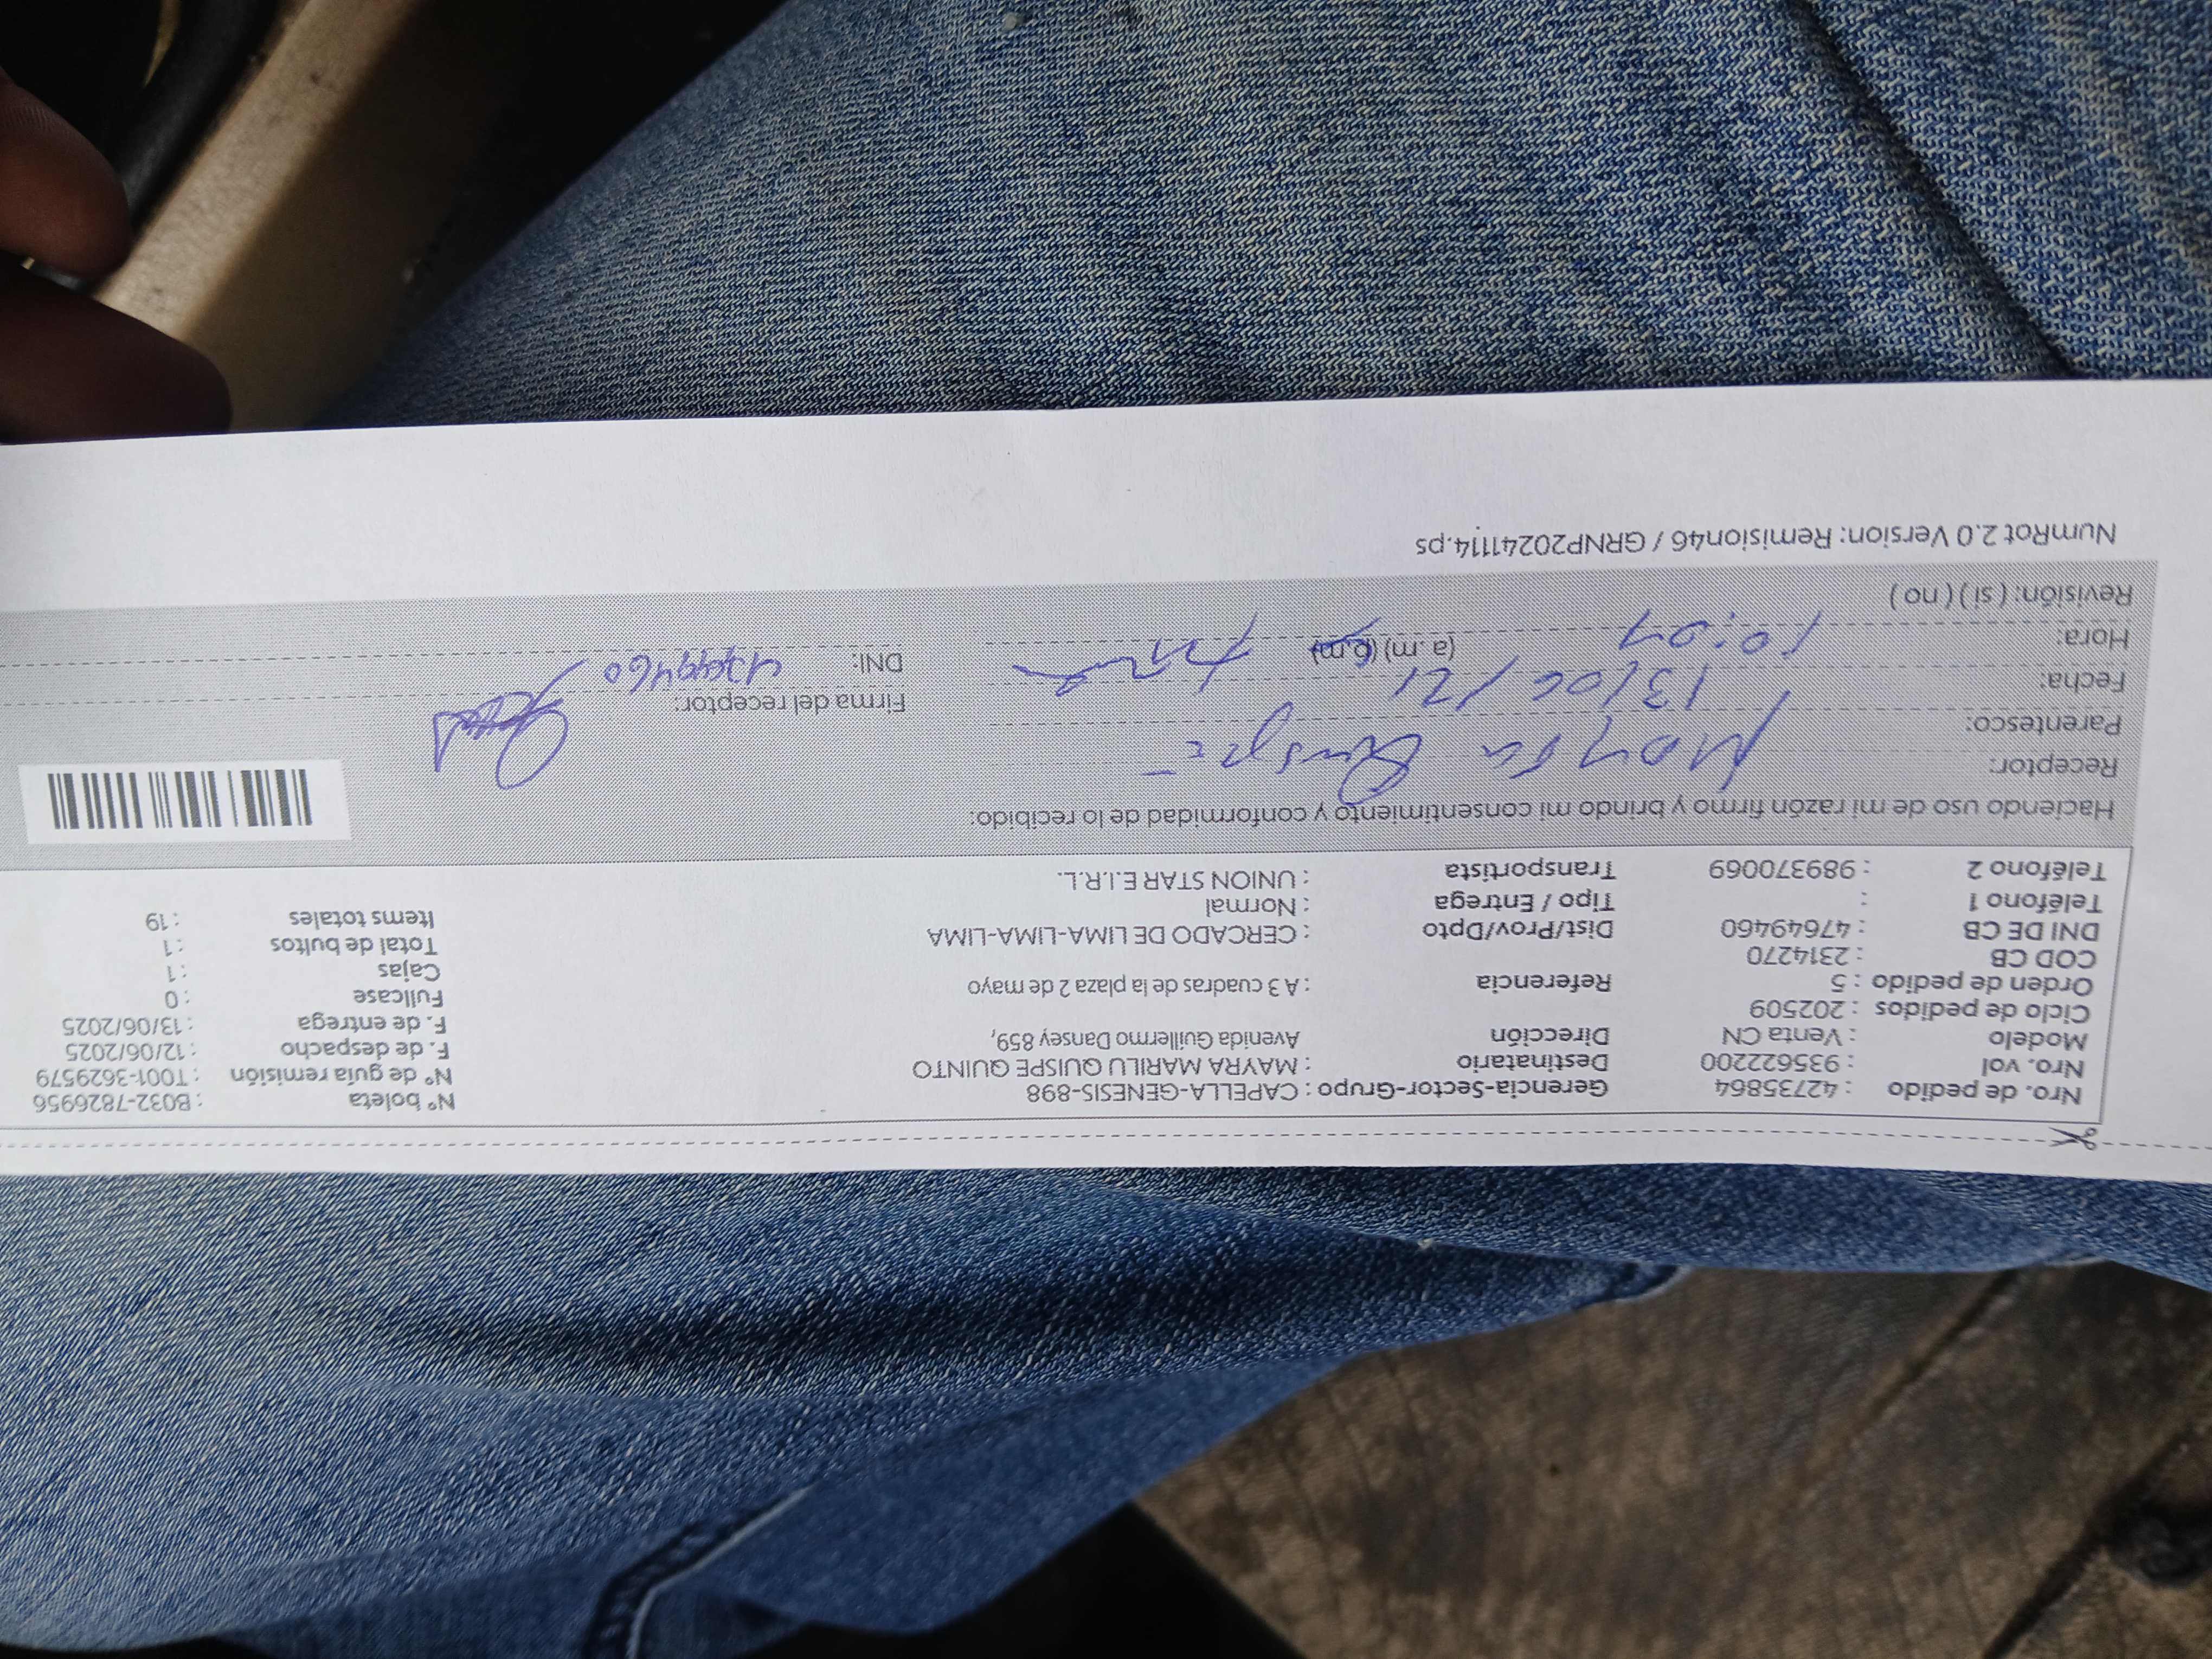 Nro. de pedido : 42735864 Gerencia-Sector-Grupo : CAPELLA-GENESIS-898 N° boleta : B032-7826956
Nro. vol : 935622200 Destinatario : MAYRA MARILU QUISPE QUINTO N° de guía remisión : T001-3629579
Modelo : Venta CN Dirección Avenida Guillermo Dansey 859, F. de despacho : 12/06/2025
Ciclo de pedidos : 202509 F. de entrega : 13/06/2025
Orden de pedido : 5 Referencia : A 3 cuadras de la plaza 2 de mayo Fullcase : 0
COD CB : 2314270 Cajas : 1
DNI DE CB : 47649460 Dist/Prov/Dpto : CERCADO DE LIMA-LIMA-LIMA Total de bultos : 1
Teléfono 1 : Tipo / Entrega : Normal Items totales : 19
Teléfono 2 : 989370069 Transportista : UNION STAR E.I.R.L.
Haciendo uso de mi razón firmo y brindo mi consentimiento y conformidad de lo recibido:
Receptor: Mayra Quispe
Parentesco:
Firma del receptor:
Fecha: 13/06/
DNI:
Hora: (a. m) (p.m)
Revisión: ( si ) ( no )
NumRot 2.0 Version: Remision46 / GRNP20241114.ps